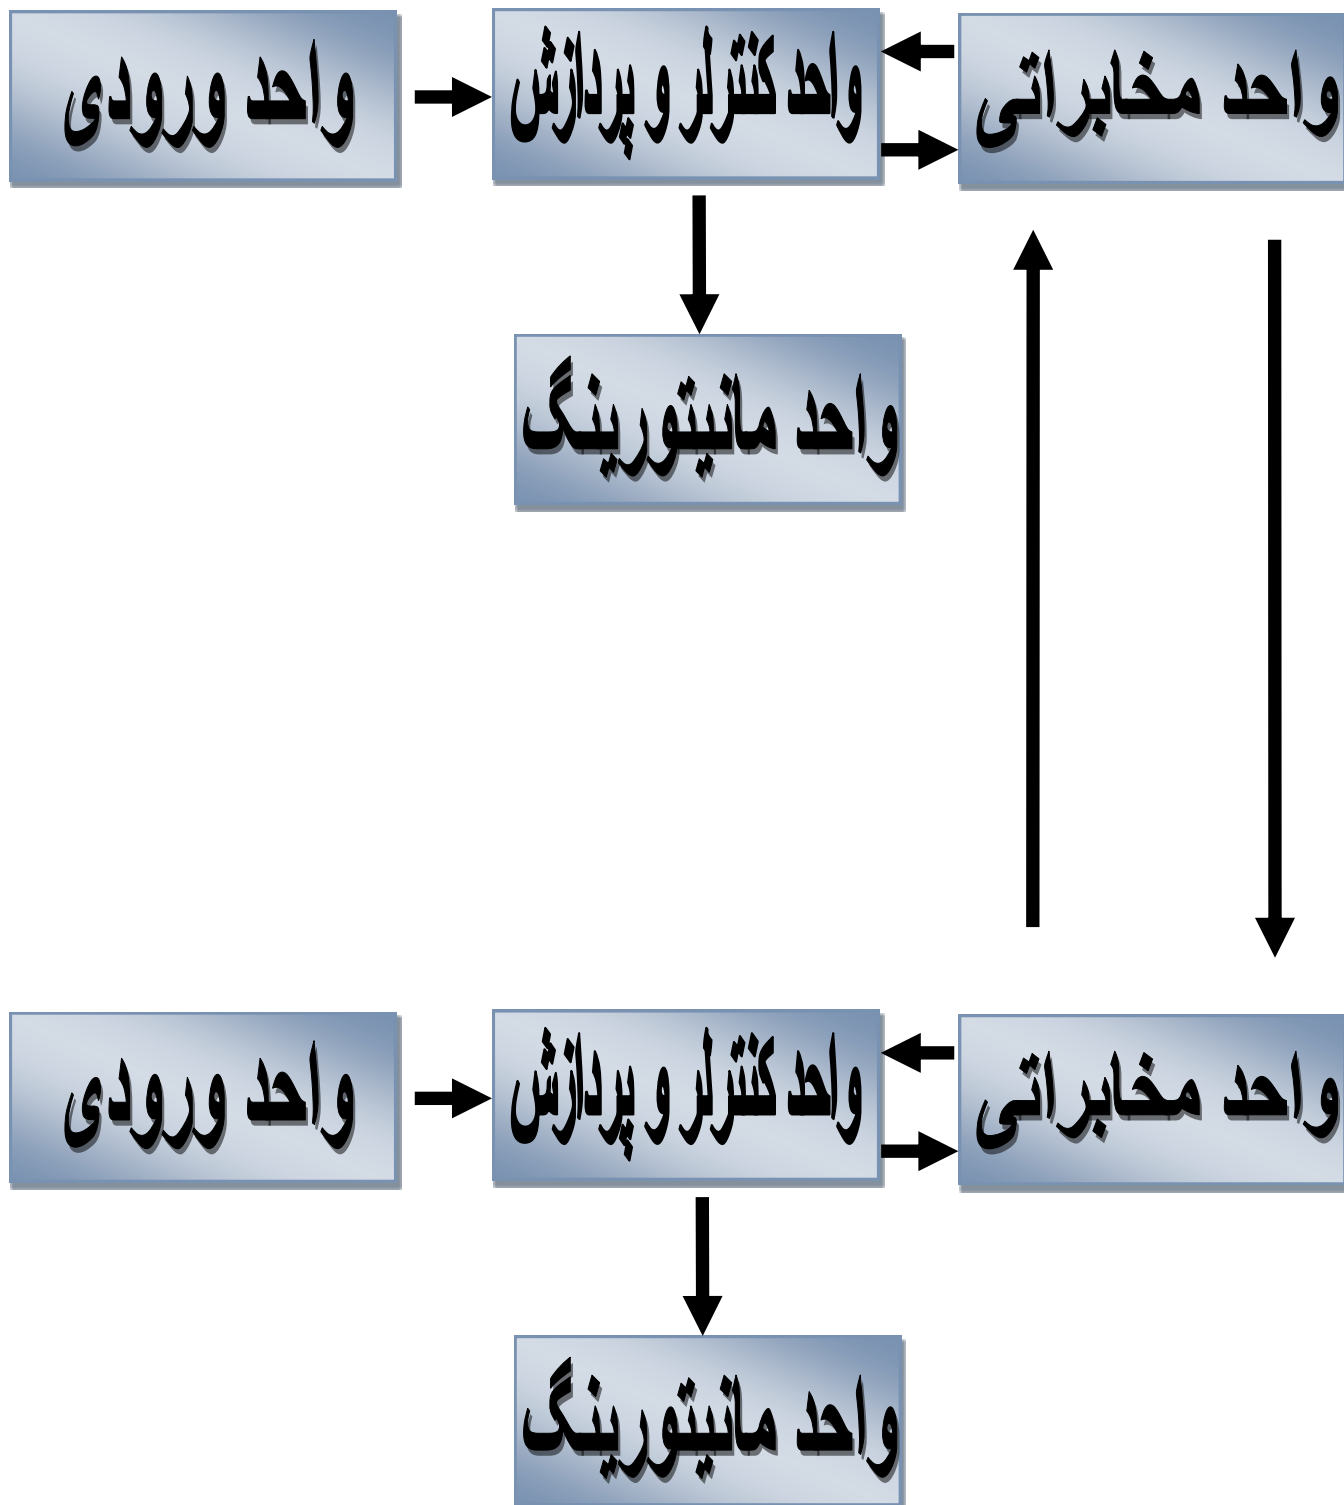 واحد ورودی
واحد کنترلر و پردازش
واحد مخابراتی
واحد مانیتورینگ
واحد ورودی
واحد کنترلر و پردازش
واحد مخابراتی
واحد مانیتورینگ